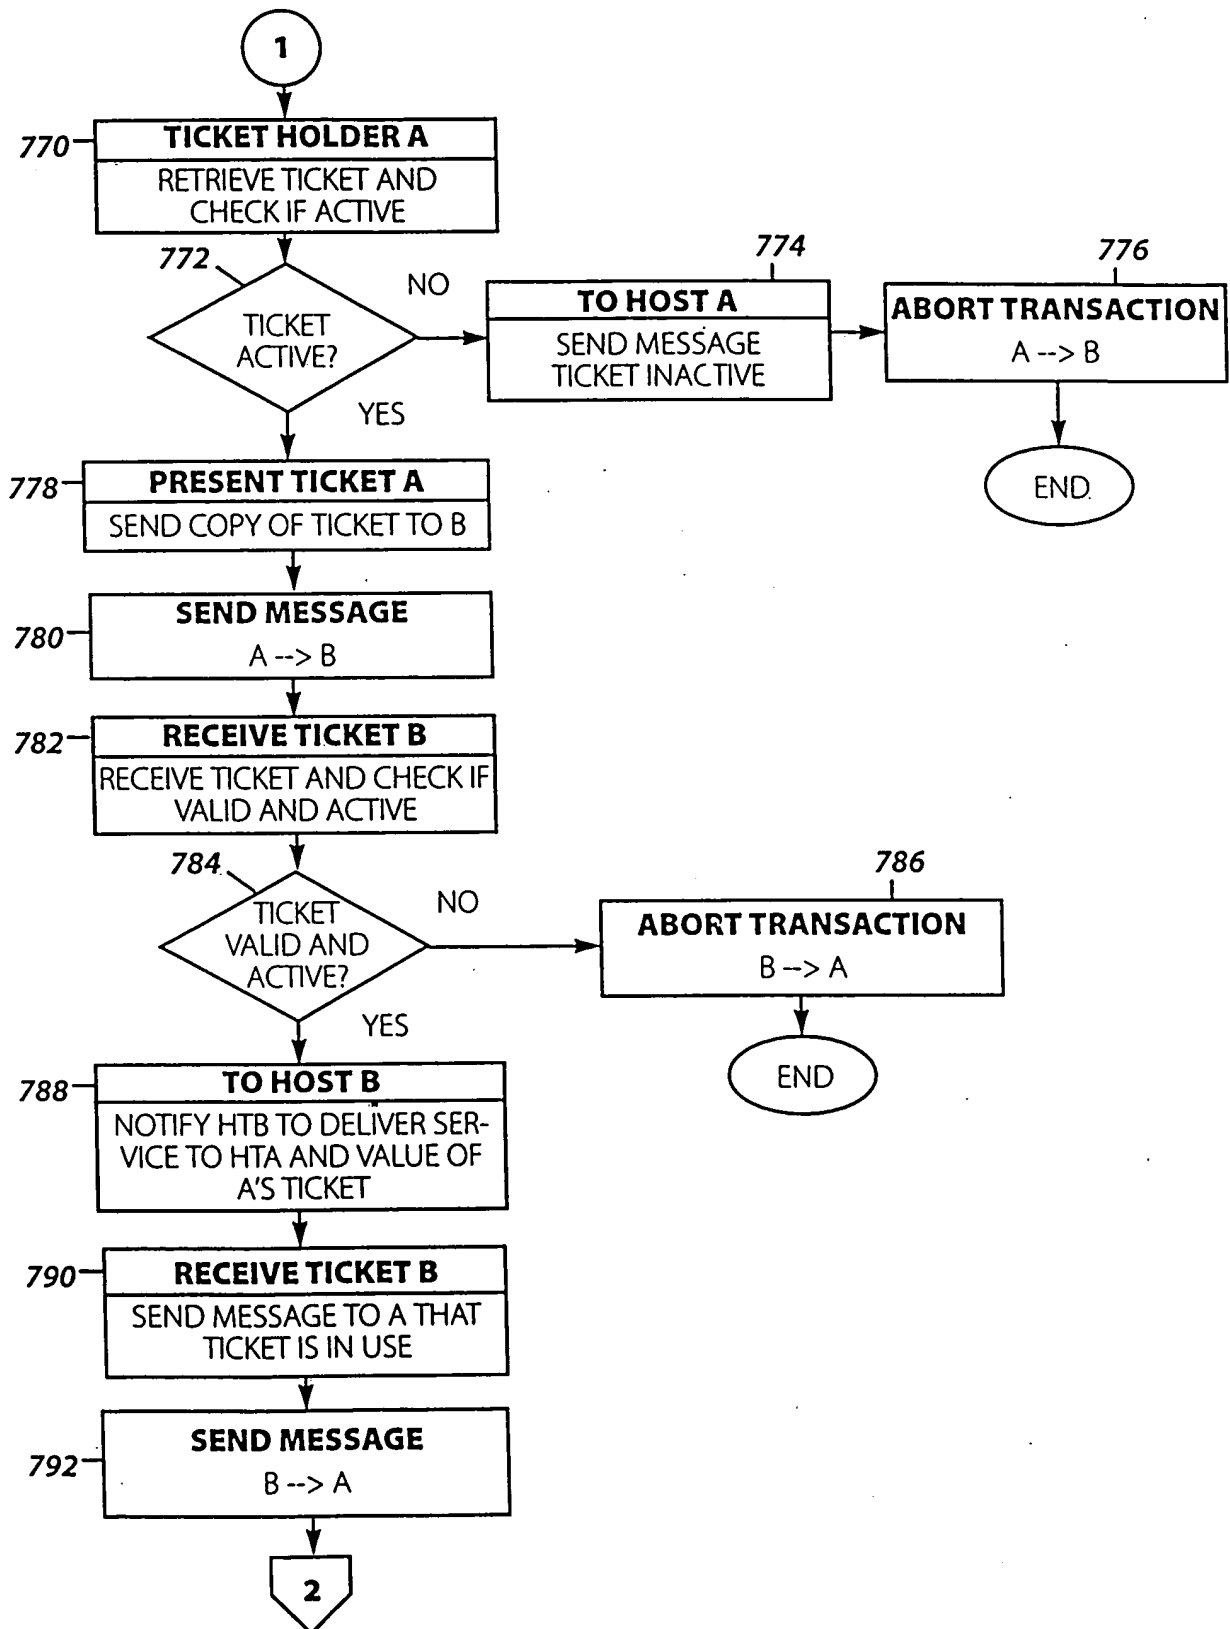 1
770
TICKET HOLDER A
RETRIEVE TICKET AND
CHECK IF ACTIVE
772
TICKET
ACTIVE?
NO
YES
774
TO HOST A
SEND MESSAGE
TICKET INACTIVE
776
ABORT TRANSACTION
A --> B
END
778
PRESENT TICKET A
SEND COPY OF TICKET TO B
780
SEND MESSAGE
A --> B
782
RECEIVE TICKET B
RECEIVE TICKET AND CHECK IF
VALID AND ACTIVE
784
TICKET
VALID AND
ACTIVE?
NO
YES
786
ABORT TRANSACTION
B --> A
END
788
TO HOST B
NOTIFY HTB TO DELIVER SER-
VICE TO HTA AND VALUE OF
A'S TICKET
790
RECEIVE TICKET B
SEND MESSAGE TO A THAT
TICKET IS IN USE
792
SEND MESSAGE
B --> A
2